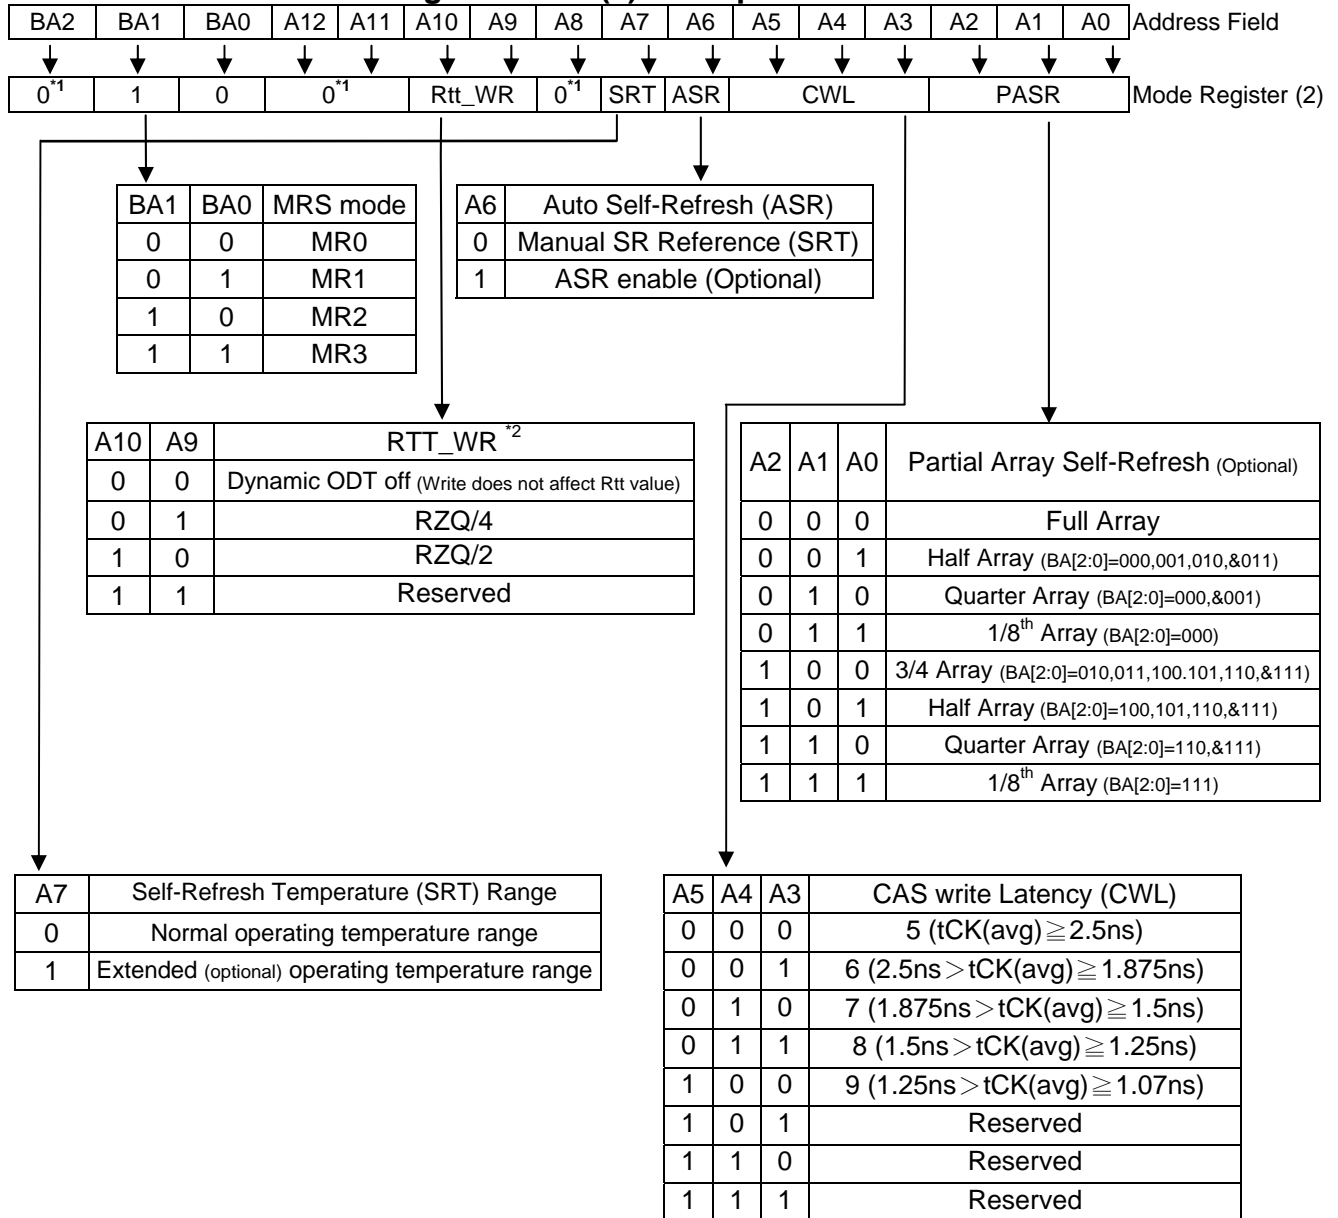 BA2 BA1 BA0 A12 A11 A10 A9 A8 A7 A6 A5 A4 A3 A2 A1 A0 Address Field
0*1 1 0 0*1 Rtt_WR 0*1 SRT ASR CWL PASR Mode Register (2)
BA1 BA0 MRS mode
0 0 MR0
0 1 MR1
1 0 MR2
1 1 MR3
A6 Auto Self-Refresh (ASR)
0 Manual SR Reference (SRT)
1 ASR enable (Optional)
A10 A9 RTT_WR *2
0 0 Dynamic ODT off (Write does not affect Rtt value)
0 1 RZQ/4
1 0 RZQ/2
1 1 Reserved
A2 A1 A0 Partial Array Self-Refresh (Optional)
0 0 0 Full Array
0 0 1 Half Array (BA[2:0]=000,001,010,&011)
0 1 0 Quarter Array (BA[2:0]=000,&001)
0 1 1 1/8th Array (BA[2:0]=000)
1 0 0 3/4 Array (BA[2:0]=010,011,100.101,110,&111)
1 0 1 Half Array (BA[2:0]=100,101,110,&111)
1 1 0 Quarter Array (BA[2:0]=110,&111)
1 1 1 1/8th Array (BA[2:0]=111)
A7 Self-Refresh Temperature (SRT) Range
0 Normal operating temperature range
1 Extended (optional) operating temperature range
A5 A4 A3 CAS write Latency (CWL)
0 0 0 5 (tCK(avg)≧2.5ns)
0 0 1 6 (2.5ns>tCK(avg)≧1.875ns)
0 1 0 7 (1.875ns>tCK(avg)≧1.5ns)
0 1 1 8 (1.5ns>tCK(avg)≧1.25ns)
1 0 0 9 (1.25ns>tCK(avg)≧1.07ns)
1 0 1 Reserved
1 1 0 Reserved
1 1 1 Reserved